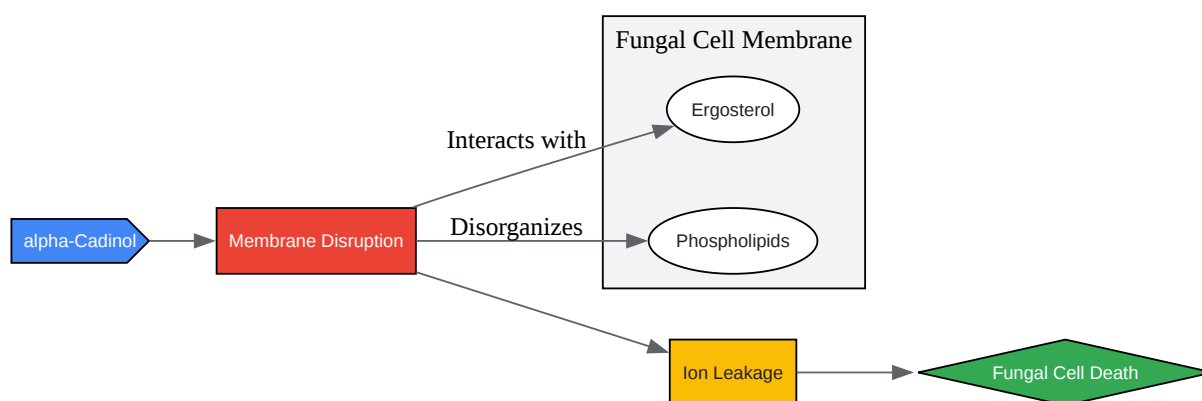 Fungal Cell Membrane
Ergosterol
Interacts with
alpha-Cadinol
Membrane Disruption
Disorganizes
Phospholipids
Ion Leakage
Fungal Cell Death